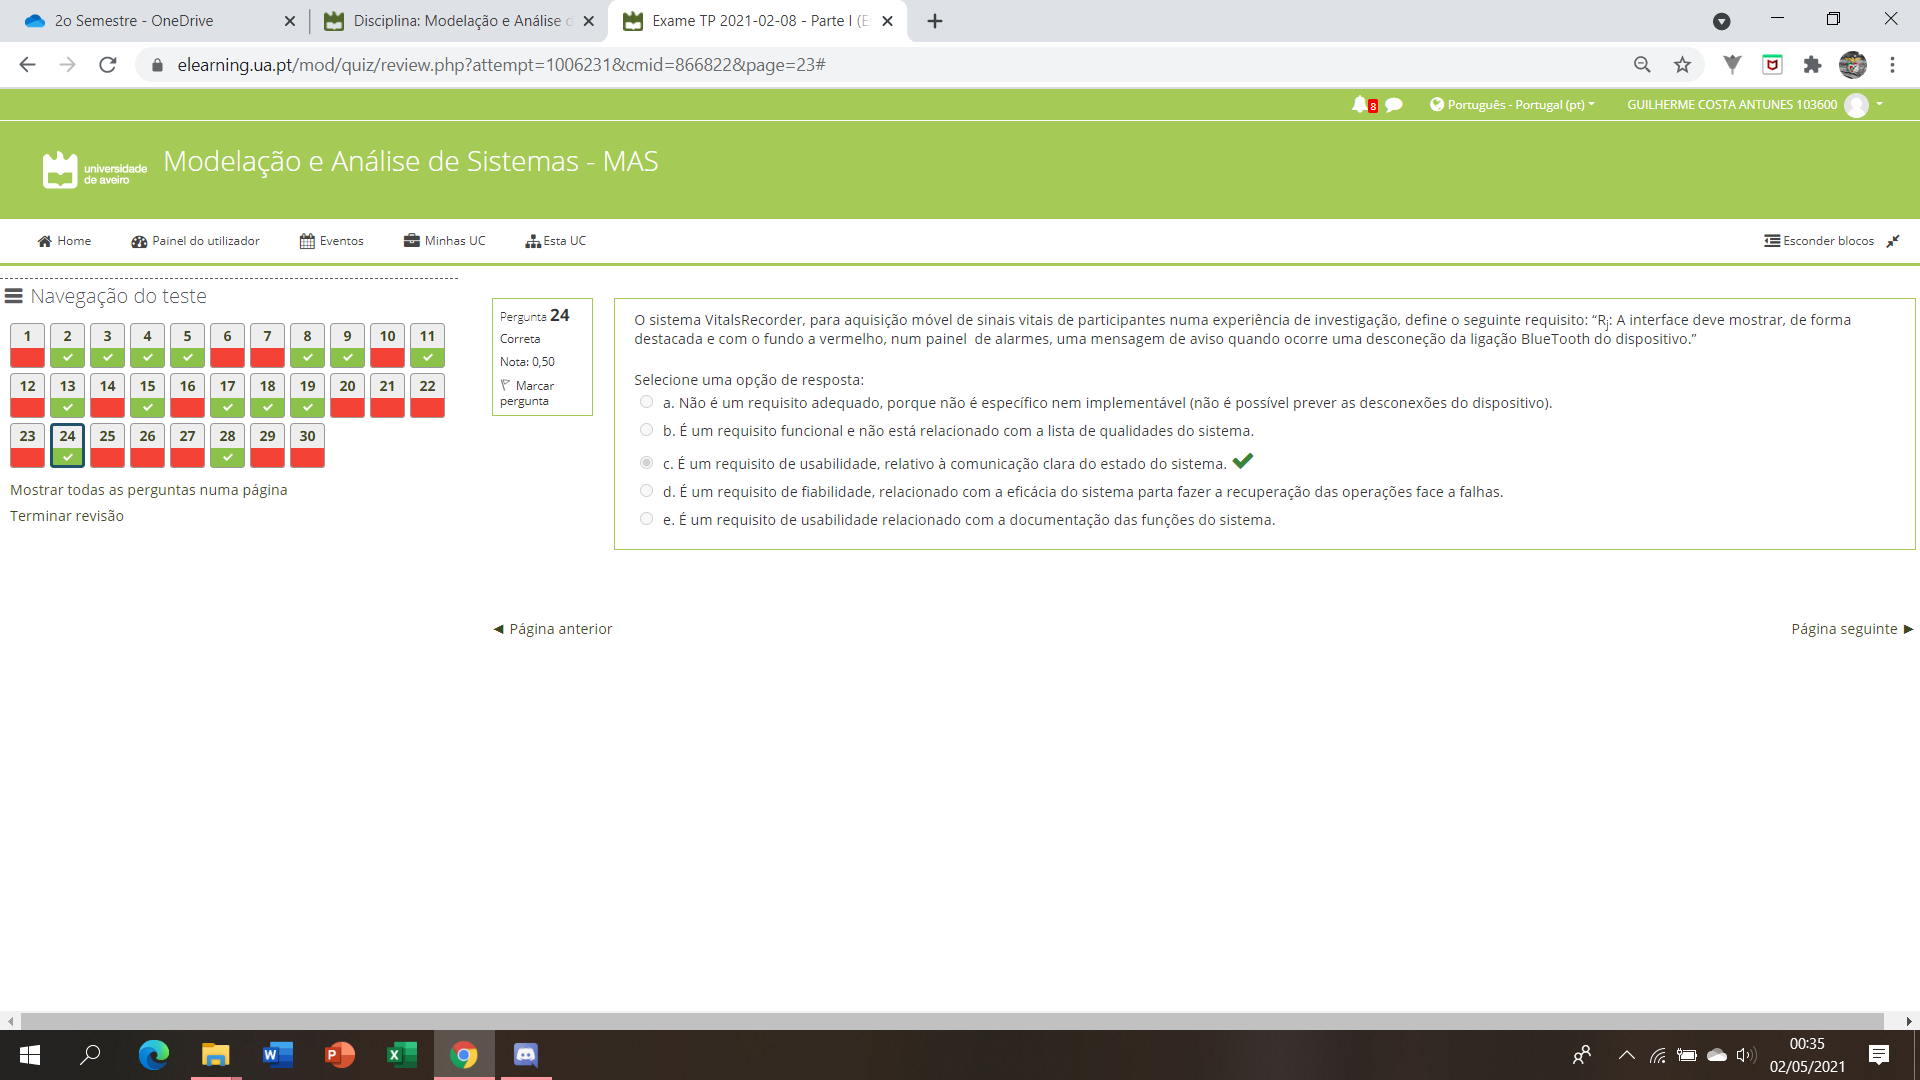 2o Semestre - OneDrive
Disciplina: Modelação e Análise d
Exame TP 2021-02-08 - Parte I (E
elearning.ua.pt/mod/quiz/review.php?attempt=1006231&cmid=866822&page=23#
8
Português - Portugal (pt)
GUILHERME COSTA ANTUNES 103600
universidade de aveiro
Modelação e Análise de Sistemas - MAS
Home
Painel do utilizador
Eventos
Minhas UC
Esta UC
Esconder blocos
Navegação do teste
1 2 3 4 5 6 7 8 9 10 11
12 13 14 15 16 17 18 19 20 21 22
23 24 25 26 27 28 29 30
Mostrar todas as perguntas numa página
Terminar revisão
Pergunta 24
Correta
Nota: 0,50
Marcar
pergunta
O sistema VitalsRecorder, para aquisição móvel de sinais vitais de participantes numa experiência de investigação, define o seguinte requisito: “Rj: A interface deve mostrar, de forma
destacada e com o fundo a vermelho, num painel de alarmes, uma mensagem de aviso quando ocorre uma desconeção da ligação BlueTooth do dispositivo.”
Selecione uma opção de resposta:
a. Não é um requisito adequado, porque não é específico nem implementável (não é possível prever as desconexões do dispositivo).
b. É um requisito funcional e não está relacionado com a lista de qualidades do sistema.
c. É um requisito de usabilidade, relativo à comunicação clara do estado do sistema.
d. É um requisito de fiabilidade, relacionado com a eficácia do sistema parta fazer a recuperação das operações face a falhas.
e. É um requisito de usabilidade relacionado com a documentação das funções do sistema.
◄ Página anterior
Página seguinte ►
00:35
02/05/2021